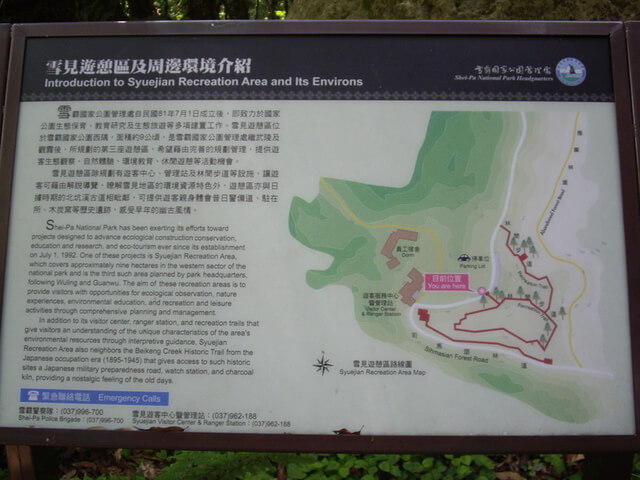 雪見遊憩區及周邊環境介紹
Introduction to Syuejian Recreation Area and Its Environs
雪霸國家公園管理處
Shei-Pa National Park Headquarters
雪霸國家公園管理處自民國81年7月1日成立後，即致力於國
家公園生態保育、教育研究及生態旅遊等多項建置工作。雪見遊憩區位
於雪霸國家公園西隅，面積約9公頃，是雪霸國家公園管理處繼武陵及
觀霧後，所規劃的第三座遊憩區，希望藉由完善的規劃管理，提供遊
客生態觀察、自然體驗、環境教育、休閒遊憩等活動機會。
雪見遊憩區除規劃有遊客中心、管理站及林間步道等設施，讓遊
客可藉由解說導覽，瞭解雪見地區的環境資源特色外，遊憩區亦與日
據時期的北坑溪古道相毗鄰，可提供遊客親身體會昔日警備道、駐在
所、木炭窯等歷史遺跡，感受早年的幽古風情。
Shei-Pa National Park has been exerting its efforts toward
projects designed to advance ecological construction conservation,
education and research, and eco-tourism ever since its establishment
on July 1, 1992. One of these projects is Syuejian Recreation Area,
which covers approximately nine hectares in the western sector of the
national park and is the third such area planned by park headquarters,
following Wuling and Guanwu. The aim of these recreation areas is to
provide visitors with opportunities for ecological observation, nature
experiences, environmental education, and recreation and leisure
activities through comprehensive planning and management.
In addition to its visitor center, ranger station, and recreation trails that
give visitors an understanding of the unique characteristics of the area's
environmental resources through interpretive guidance, Syuejian
Recreation Area also neighbors the Beikeng Creek Historic Trail from the
Japanese occupation era (1895-1945) that gives access to such historic
sites a Japanese military preparedness road, watch station, and charcoal
kiln, providing a nostalgic feeling of the old days.
緊急聯絡電話 Emergency Calls
雪霸警察隊：(037)996-700
Shei-Pa Police Brigade : (037)996-700
雪見遊客中心暨管理站：(037)962-188
Syuejian Visitor Center & Ranger Station : (037)962-188
員工宿舍
Dorm
停車位
Parking Lot
目前位置
You are here
遊客服務中心
暨管理站
Visitor Center
& Ranger Station
林間步道
Recreation Trail
Recreation Trail
Abandoned forest Road
司馬限林道
Sihmasian Forest Road
雪見遊憩區路線圖
Syuejian Recreation Area Map